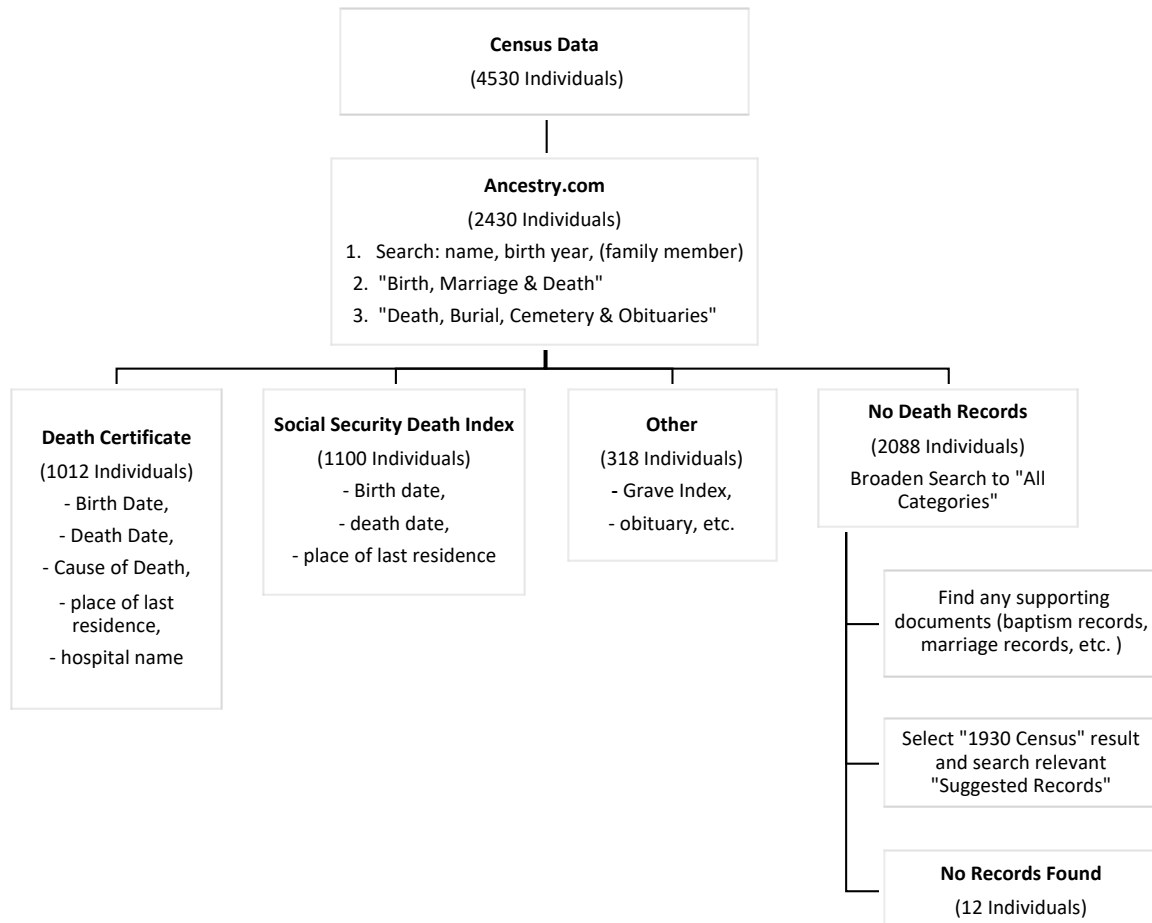 Census Data
(4530 Individuals)
Ancestry.com
(2430 Individuals)
1. Search: name, birth year, (family member)
2. "Birth, Marriage & Death"
3. "Death, Burial, Cemetery & Obituaries"
Death Certificate
(1012 Individuals)
- Birth Date,
- Death Date,
- Cause of Death,
- place of last
residence,
- hospital name
Social Security Death Index
(1100 Individuals)
- Birth date,
- death date,
- place of last residence
Other
(318 Individuals)
- Grave Index,
- obituary, etc.
No Death Records
(2088 Individuals)
Broaden Search to "All
Categories"
Find any supporting
documents (baptism records,
marriage records, etc. )
Select "1930 Census" result
and search relevant
"Suggested Records"
No Records Found
(12 Individuals)